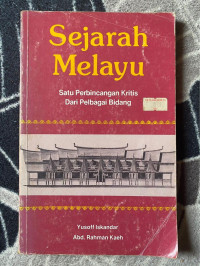 Sejarah
Melayu
Satu Perbincangan Kritis
Dari Pelbagai Bidang
Yusoff Iskandar
Abd. Rahman Kaeh